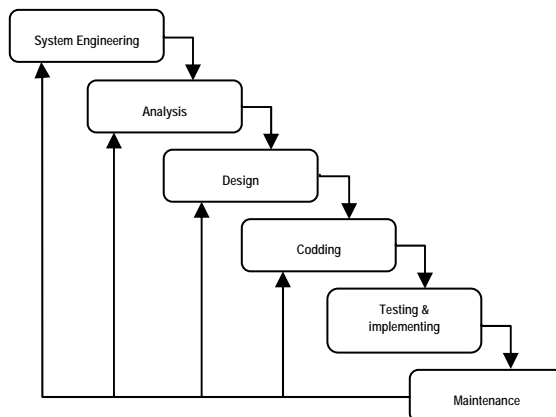 System Engineering
Analysis
Design
Codding
Testing &
implementing
Maintenance